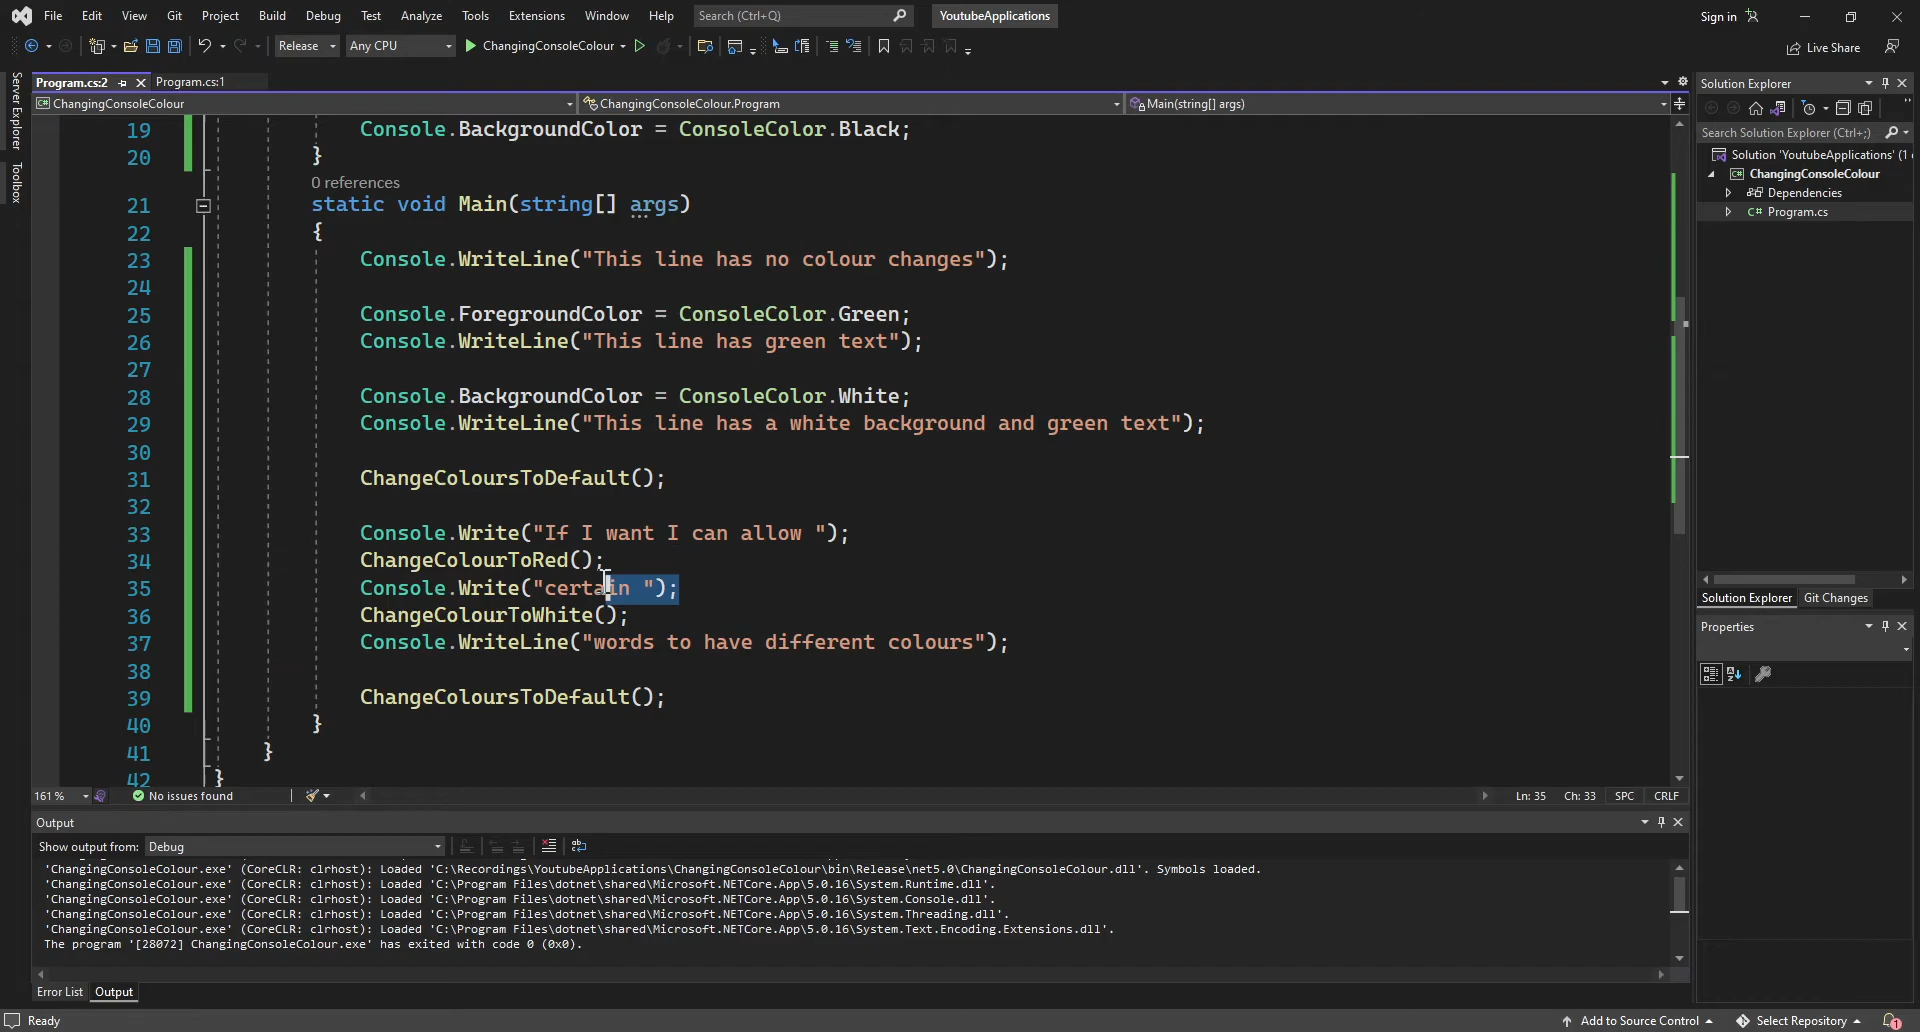 File Edit View Git Project Build Debug Test Analyze Tools Extensions Window Help Search (Ctrl+Q) YoutubeApplications Sign in
Release Any CPU ChangingConsoleColour Live Share
Server Explorer
Toolbox
Program.cs:2 Program.cs:1
ChangingConsoleColour ChangingConsoleColour.Program Main(string[] args)
19 Console.BackgroundColor = ConsoleColor.Black;
20 }
0 references
21 static void Main(string[] args)
22 {
23 Console.WriteLine("This line has no colour changes");
24
25 Console.ForegroundColor = ConsoleColor.Green;
26 Console.WriteLine("This line has green text");
27
28 Console.BackgroundColor = ConsoleColor.White;
29 Console.WriteLine("This line has a white background and green text");
30
31 ChangeColoursToDefault();
32
33 Console.Write("If I want I can allow ");
34 ChangeColourToRed();
35 Console.Write("certain ");
36 ChangeColourToWhite();
37 Console.WriteLine("words to have different colours");
38
39 ChangeColoursToDefault();
40 }
41 }
42 }
161 % No issues found Ln: 35 Ch: 33 SPC CRLF
Output
Show output from: Debug
'ChangingConsoleColour.exe' (CoreCLR: clrhost): Loaded 'C:\Recordings\YoutubeApplications\ChangingConsoleColour\bin\Release\net5.0\ChangingConsoleColour.dll'. Symbols loaded.
'ChangingConsoleColour.exe' (CoreCLR: clrhost): Loaded 'C:\Program Files\dotnet\shared\Microsoft.NETCore.App\5.0.16\System.Runtime.dll'.
'ChangingConsoleColour.exe' (CoreCLR: clrhost): Loaded 'C:\Program Files\dotnet\shared\Microsoft.NETCore.App\5.0.16\System.Console.dll'.
'ChangingConsoleColour.exe' (CoreCLR: clrhost): Loaded 'C:\Program Files\dotnet\shared\Microsoft.NETCore.App\5.0.16\System.Threading.dll'.
'ChangingConsoleColour.exe' (CoreCLR: clrhost): Loaded 'C:\Program Files\dotnet\shared\Microsoft.NETCore.App\5.0.16\System.Text.Encoding.Extensions.dll'.
The program '[28072] ChangingConsoleColour.exe' has exited with code 0 (0x0).
Error List Output
Solution Explorer
Search Solution Explorer (Ctrl+;)
Solution 'YoutubeApplications' (1
C# ChangingConsoleColour
Dependencies
C# Program.cs
Solution Explorer Git Changes
Properties
Ready Add to Source Control Select Repository 1